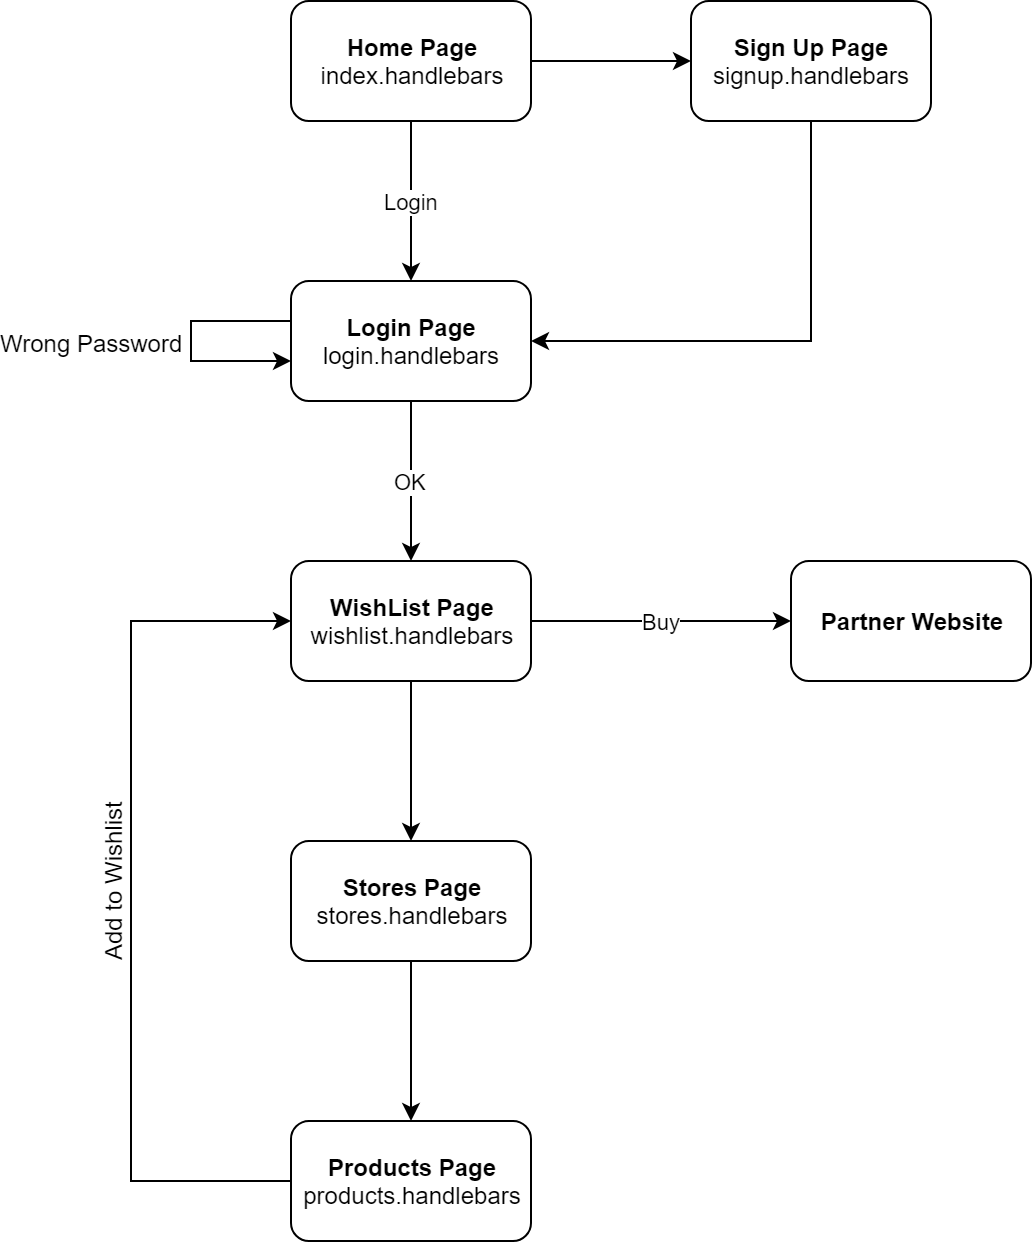 Home Page
index.handlebars
Sign Up Page
signup.handlebars
Login
Login Page
login.handlebars
Wrong Password
OK
WishList Page
wishlist.handlebars
Buy
Partner Website
Add to Wishlist
Stores Page
stores.handlebars
Products Page
products.handlebars